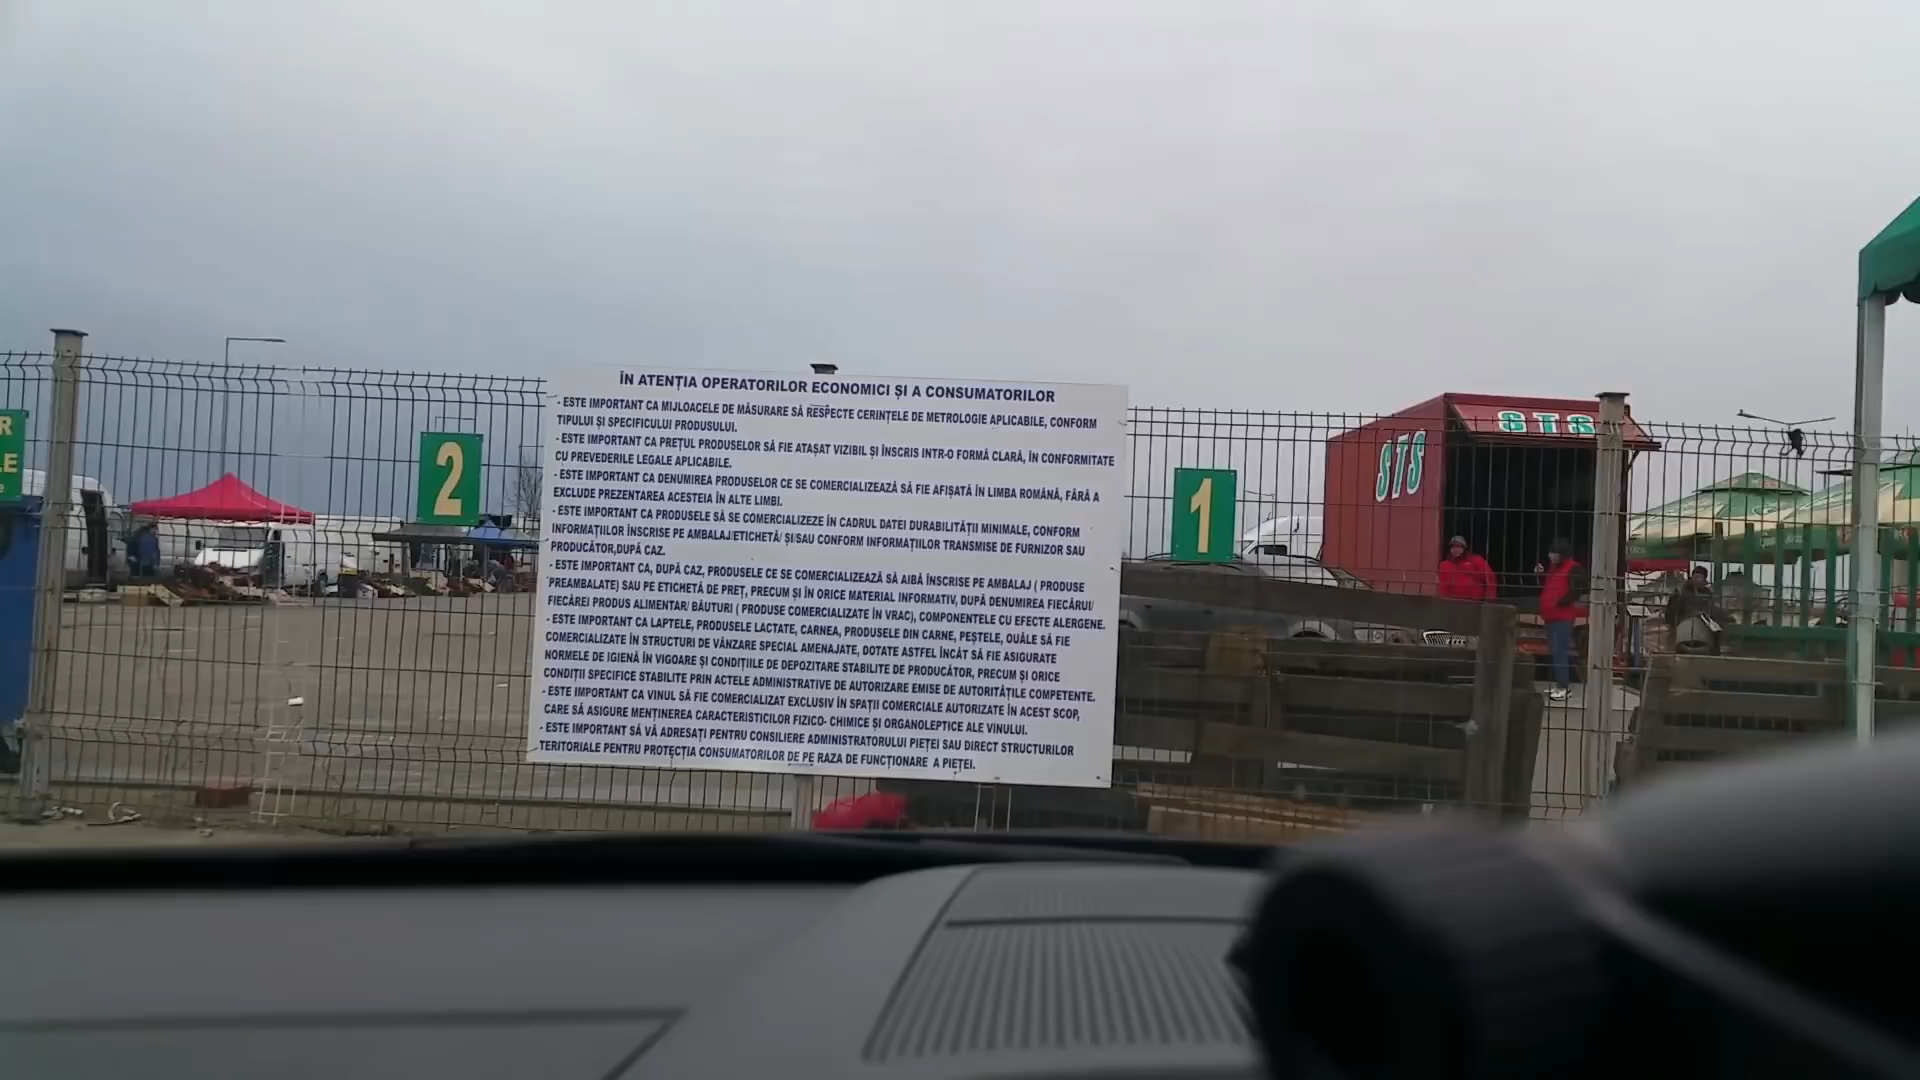 ÎN ATENȚIA OPERATORILOR ECONOMICI ȘI A CONSUMATORILOR
- ESTE IMPORTANT CA MIJLOACELE DE MĂSURARE SĂ RESPECTE CERINȚELE DE METROLOGIE APLICABILE, CONFORM
TIPULUI ȘI SPECIFICULUI PRODUSULUI.
- ESTE IMPORTANT CA PREȚUL PRODUSELOR SĂ FIE ATAȘAT VIZIBIL ȘI ÎNSCRIS INTR-O FORMĂ CLARĂ, ÎN CONFORMITATE
CU PREVEDERILE LEGALE APLICABILE.
- ESTE IMPORTANT CA DENUMIREA PRODUSELOR CE SE COMERCIALIZEAZĂ SĂ FIE AFIȘATĂ ÎN LIMBA ROMÂNĂ, FĂRĂ A
EXCLUDE PREZENTAREA ACESTEIA ÎN ALTE LIMBI.
- ESTE IMPORTANT CA PRODUSELE SĂ SE COMERCIALIZEZE ÎN CADRUL DATEI DURABILITĂȚII MINIMALE, CONFORM
INFORMAȚIILOR ÎNSCRISE PE AMBALAJ/ETICHETĂ/ ȘI/SAU CONFORM INFORMAȚIILOR TRANSMISE DE FURNIZOR SAU
PRODUCĂTOR,DUPĂ CAZ.
- ESTE IMPORTANT CA, DUPĂ CAZ, PRODUSELE CE SE COMERCIALIZEAZĂ SĂ AIBĂ ÎNSCRISE PE AMBALAJ ( PRODUSE
PREAMBALATE) SAU PE ETICHETĂ DE PREȚ, PRECUM ȘI ÎN ORICE MATERIAL INFORMATIV, DUPĂ DENUMIREA FIECĂRUI/
FIECĂREI PRODUS ALIMENTAR/ BĂUTURI ( PRODUSE COMERCIALIZATE ÎN VRAC), COMPONENTELE CU EFECTE ALERGENE.
- ESTE IMPORTANT CA LAPTELE, PRODUSELE LACTATE, CARNEA, PRODUSELE DIN CARNE, PEȘTELE, OUĂLE SĂ FIE
COMERCIALIZATE ÎN STRUCTURI DE VÂNZARE SPECIAL AMENAJATE, DOTATE ASTFEL ÎNCÂT SĂ FIE ASIGURATE
NORMELE DE IGIENĂ ÎN VIGOARE ȘI CONDIȚIILE DE DEPOZITARE STABILITE DE PRODUCĂTOR, PRECUM ȘI ORICE
CONDIȚII SPECIFICE STABILITE PRIN ACTELE ADMINISTRATIVE DE AUTORIZARE EMISE DE AUTORITĂȚILE COMPETENTE.
- ESTE IMPORTANT CA VINUL SĂ FIE COMERCIALIZAT EXCLUSIV ÎN SPAȚII COMERCIALE AUTORIZATE ÎN ACEST SCOP,
CARE SĂ ASIGURE MENȚINEREA CARACTERISTICILOR FIZICO- CHIMICE ȘI ORGANOLEPTICE ALE VINULUI.
- ESTE IMPORTANT SĂ VĂ ADRESAȚI PENTRU CONSILIERE ADMINISTRATORULUI PIEȚEI SAU DIRECT STRUCTURILOR
TERITORIALE PENTRU PROTECȚIA CONSUMATORILOR DE PE RAZA DE FUNCȚIONARE A PIEȚEI.
2
1
STS
STS
R
LE